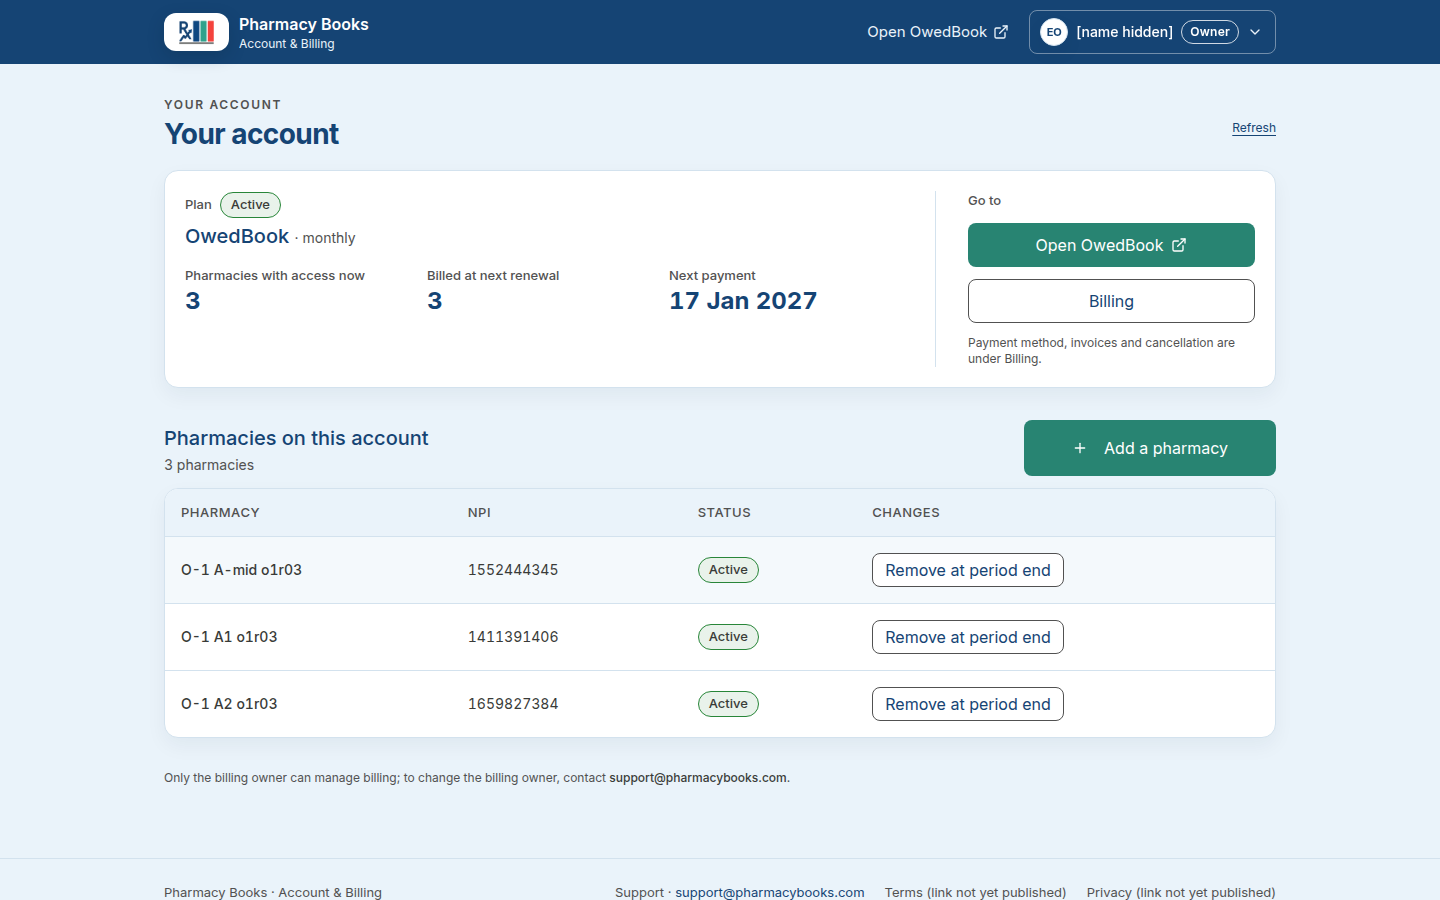 Pharmacy Books
Account & Billing
Open OwedBook
EO [name hidden] Owner
YOUR ACCOUNT
Your account
Refresh
Plan Active
OwedBook · monthly
Pharmacies with access now
3
Billed at next renewal
3
Next payment
17 Jan 2027
Go to
Open OwedBook
Billing
Payment method, invoices and cancellation are
under Billing.
Pharmacies on this account
3 pharmacies
+ Add a pharmacy
PHARMACY NPI STATUS CHANGES
O-1 A-mid o1r03 1552444345 Active Remove at period end
O-1 A1 o1r03 1411391406 Active Remove at period end
O-1 A2 o1r03 1659827384 Active Remove at period end
Only the billing owner can manage billing; to change the billing owner, contact support@pharmacybooks.com.
Pharmacy Books · Account & Billing
Support · support@pharmacybooks.com Terms (link not yet published) Privacy (link not yet published)